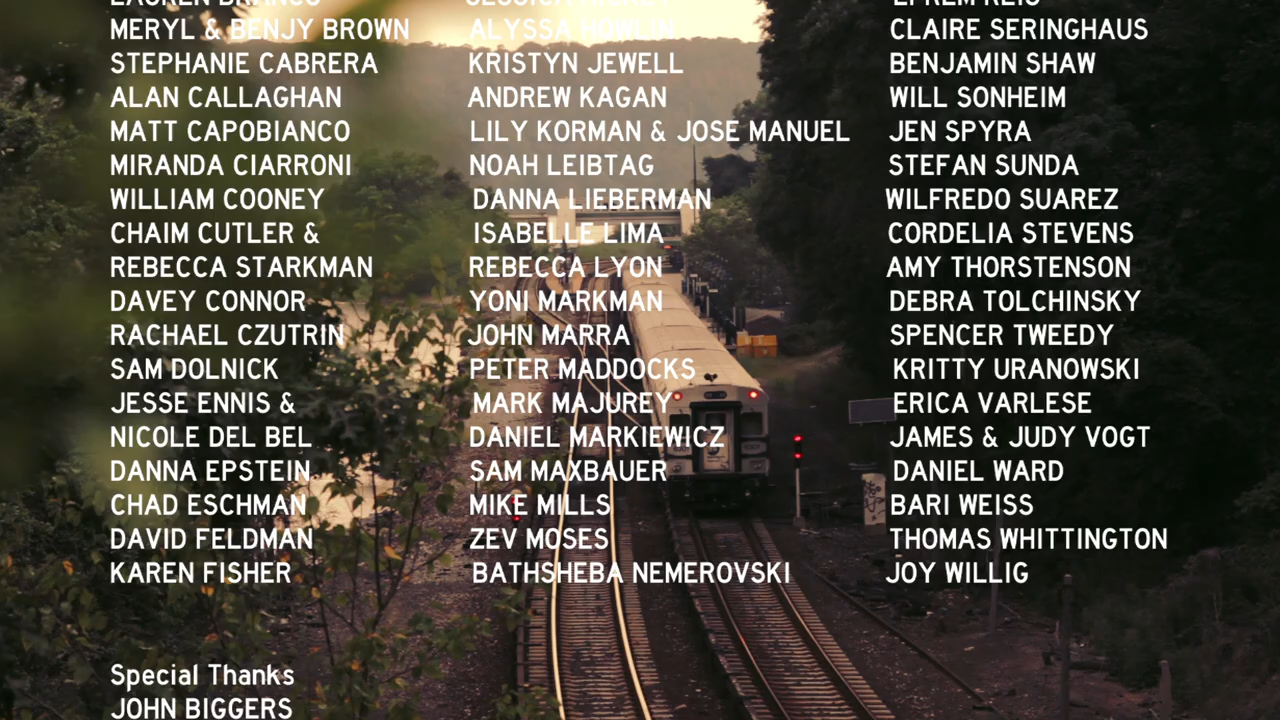 MERYL & BENJY BROWN
STEPHANIE CABRERA
ALAN CALLAGHAN
MATT CAPOBIANCO
MIRANDA CIARRONI
WILLIAM COONEY
CHAIM CUTLER &
REBECCA STARKMAN
DAVEY CONNOR
RACHAEL CZUTRIN
SAM DOLNICK
JESSE ENNIS &
NICOLE DEL BEL
DANNA EPSTEIN
CHAD ESCHMAN
DAVID FELDMAN
KAREN FISHER
ALYSSA HOWLIN
KRISTYN JEWELL
ANDREW KAGAN
LILY KORMAN & JOSE MANUEL
NOAH LEIBTAG
DANNA LIEBERMAN
ISABELLE LIMA
REBECCA LYON
YONI MARKMAN
JOHN MARRA
PETER MADDOCKS
MARK MAJUREY
DANIEL MARKIEWICZ
SAM MAXBAUER
MIKE MILLS
ZEV MOSES
BATHSHEBA NEMEROVSKI
CLAIRE SERINGHAUS
BENJAMIN SHAW
WILL SONHEIM
JEN SPYRA
STEFAN SUNDA
WILFREDO SUAREZ
CORDELIA STEVENS
AMY THORSTENSON
DEBRA TOLCHINSKY
SPENCER TWEEDY
KRITTY URANOWSKI
ERICA VARLESE
JAMES & JUDY VOGT
DANIEL WARD
BARI WEISS
THOMAS WHITTINGTON
JOY WILLIG
Special Thanks
JOHN BIGGERS